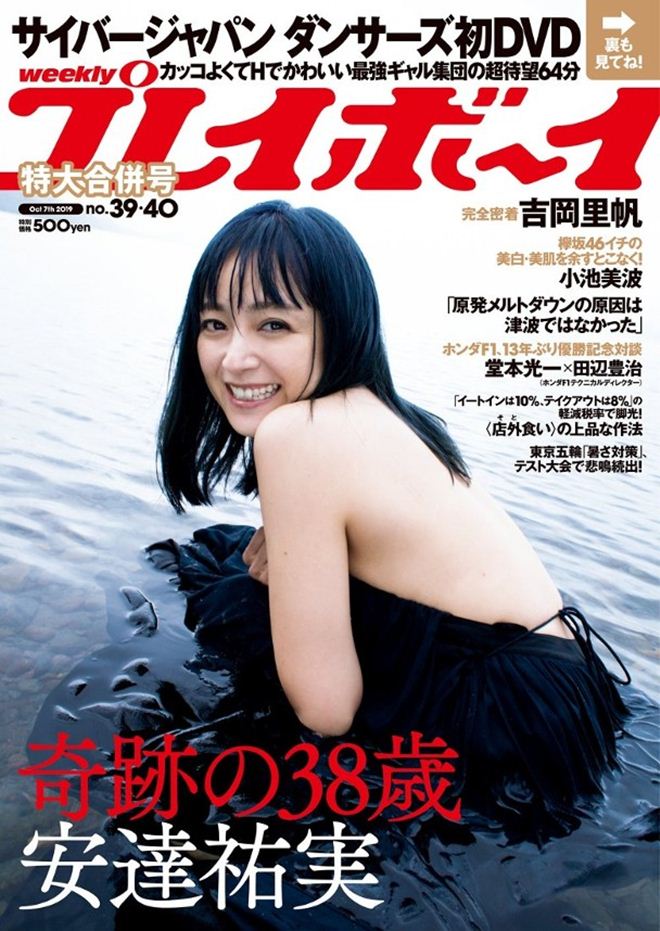 サイバージャパン ダンサーズ初DVD
裏も
見てね!
weekly
カッコよくてHでかわいい最強ギャル集団の超待望64分
プレイボーイ
特大合併号
Oct 7th 2019
no.39・40
特別
価格
500yen
完全密着 吉岡里帆
欅坂46イチの
美白・美肌を余すとこなく!
小池美波
「原発メルトダウンの原因は
津波ではなかった」
ホンダF1、13年ぶり優勝記念対談
堂本光一×田辺豊治
(ホンダF1テクニカルディレクター)
「イートインは10%、テイクアウトは8%」の
軽減税率で脚光!
そと
〈店外食い〉の上品な作法
東京五輪「暑さ対策」、
テスト大会で悲鳴続出!
奇跡の38歳
安達祐実